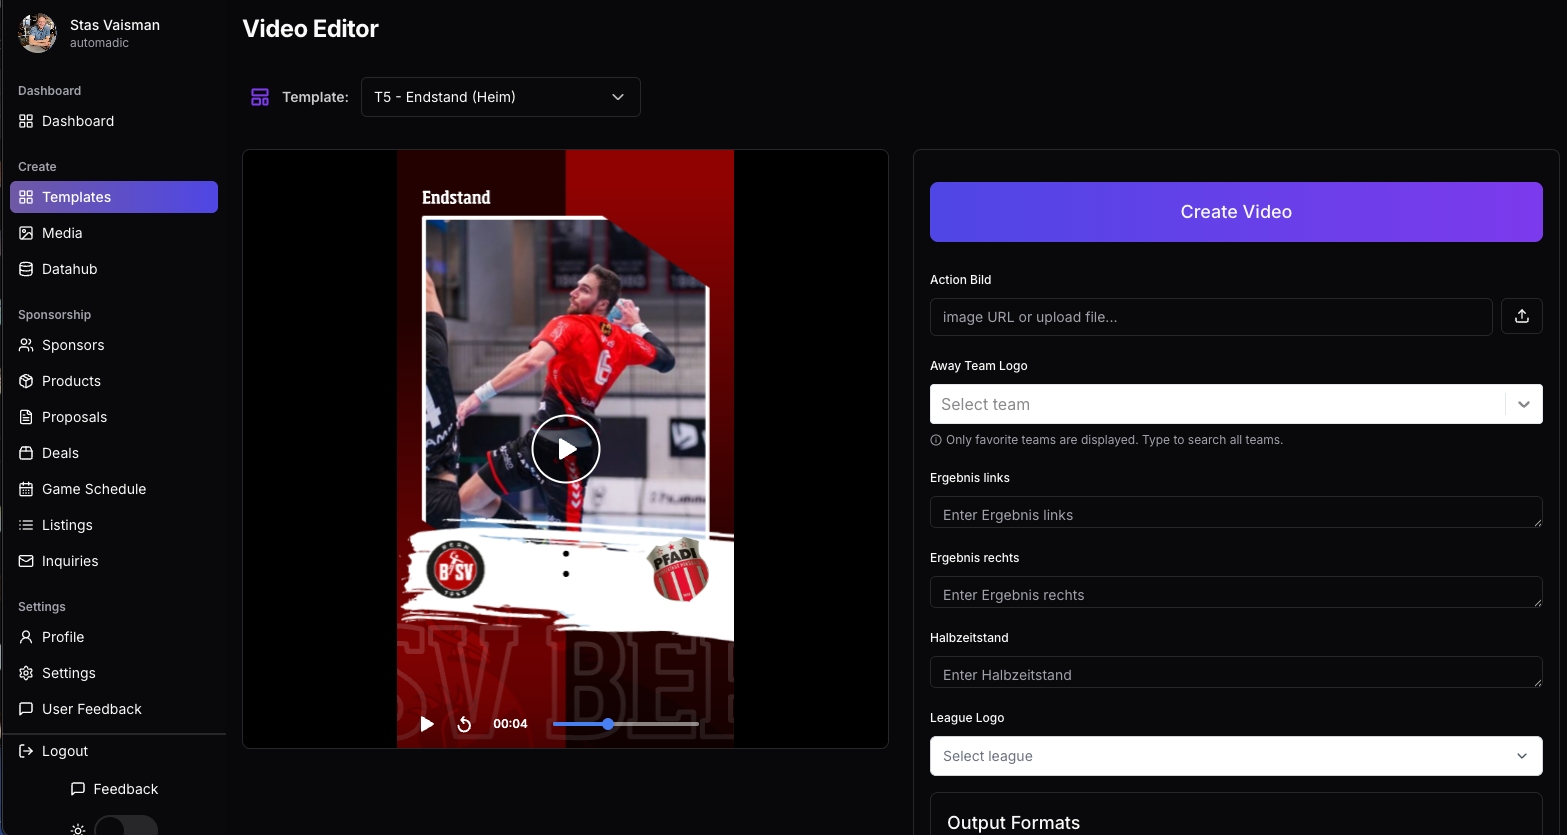 Stas Vaisman
automadic
Dashboard
Dashboard
Create
Templates
Media
Datahub
Sponsorship
Sponsors
Products
Proposals
Deals
Game Schedule
Listings
Inquiries
Settings
Profile
Settings
User Feedback
Logout
Feedback
Video Editor
Template:
T5 - Endstand (Heim)
Endstand
6
BERN
BSV
PFADI
:
SV BE
00:04
Create Video
Action Bild
image URL or upload file...
Away Team Logo
Select team
Only favorite teams are displayed. Type to search all teams.
Ergebnis links
Enter Ergebnis links
Ergebnis rechts
Enter Ergebnis rechts
Halbzeitstand
Enter Halbzeitstand
League Logo
Select league
Output Formats